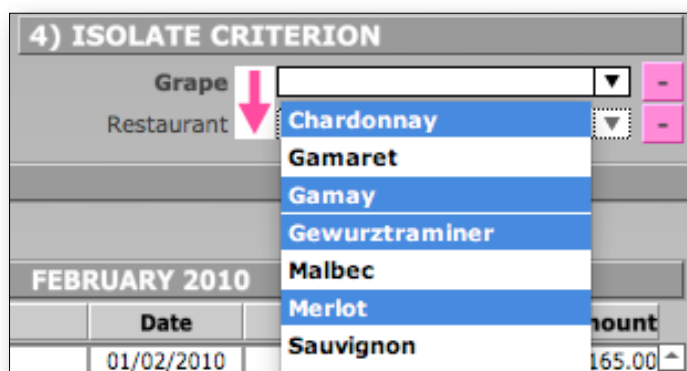 4) ISOLATE CRITERION
Grape ▼ -
Restaurant ▼ -
Chardonnay
Gamaret
Gamay
Gewurztraminer
Malbec
Merlot
Sauvignon
FEBRUARY 2010
Date
01/02/2010 165.00